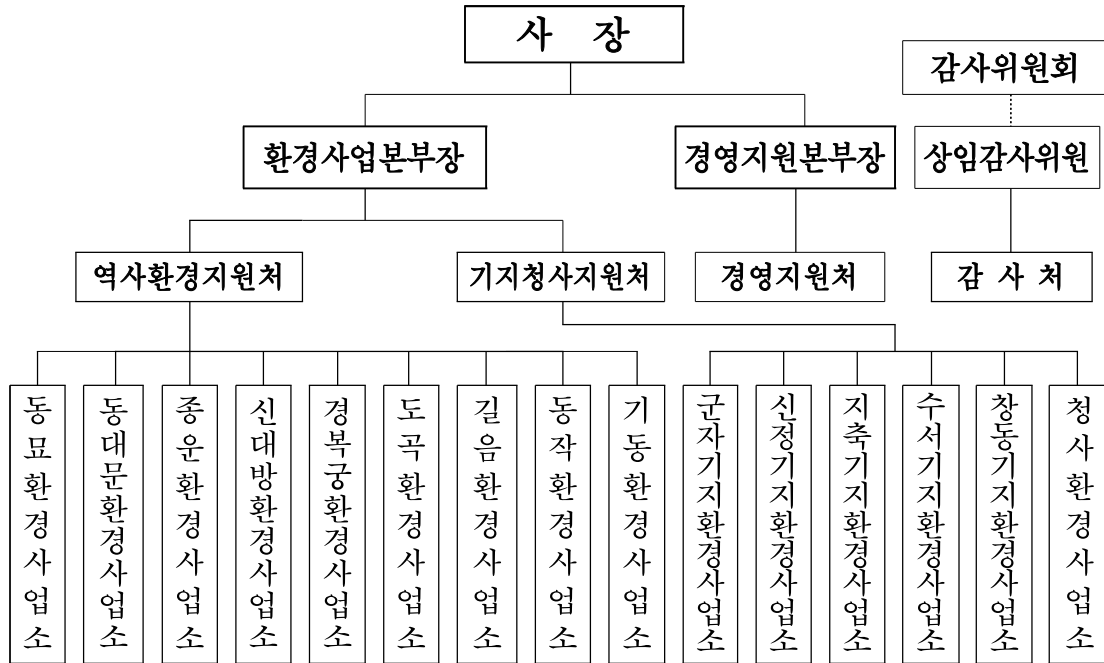 사 장
감사위원회
환경사업본부장
경영지원본부장
상임감사위원
역사환경지원처
기지청사지원처
경영지원처
감 사 처
동묘환경사업소
동대문환경사업소
종운환경사업소
신대방환경사업소
경복궁환경사업소
도곡환경사업소
길음환경사업소
동작환경사업소
기동환경사업소
군자기지환경사업소
신정기지환경사업소
지축기지환경사업소
수서기지환경사업소
창동기지환경사업소
청사환경사업소